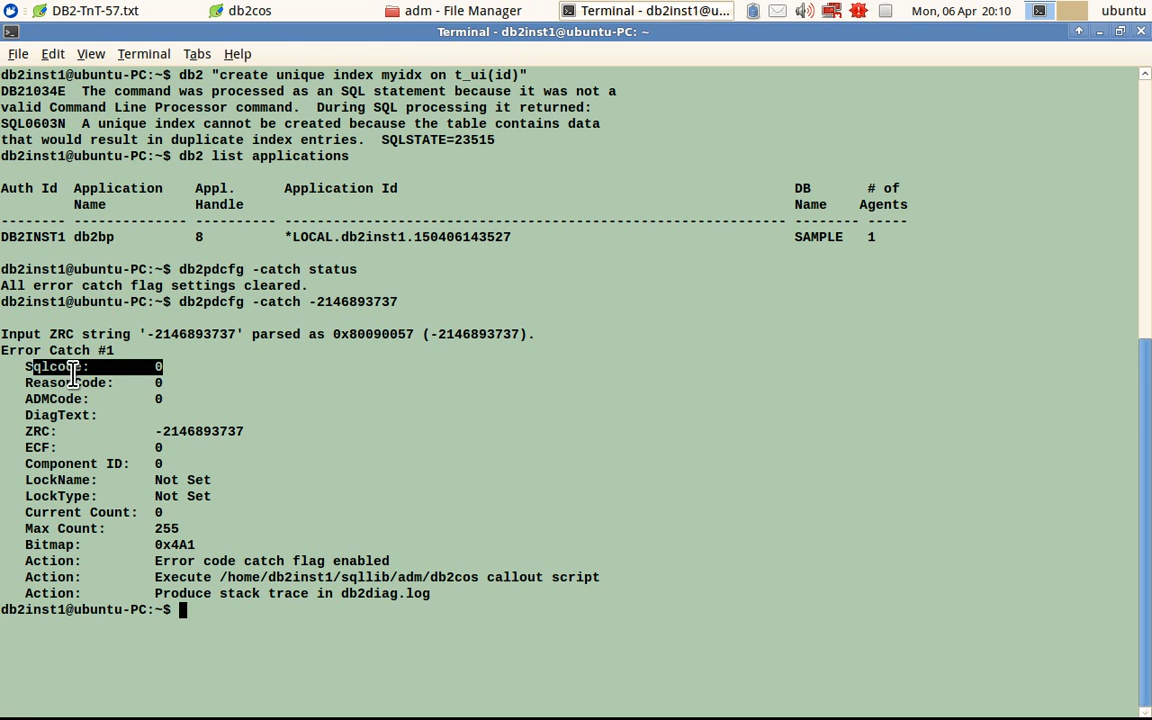 DB2-TnT-57.txt db2cos adm - File Manager Terminal - db2inst1@u... Mon, 06 Apr 20:10 ubuntu
Terminal - db2inst1@ubuntu-PC: ~
File Edit View Terminal Tabs Help
db2inst1@ubuntu-PC:~$ db2 "create unique index myidx on t_ui(id)"
DB21034E  The command was processed as an SQL statement because it was not a
valid Command Line Processor command.  During SQL processing it returned:
SQL0603N  A unique index cannot be created because the table contains data
that would result in duplicate index entries.  SQLSTATE=23515
db2inst1@ubuntu-PC:~$ db2 list applications
Auth Id  Application    Appl.      Application Id                                                 DB       # of
         Name           Handle                                                                    Name    Agents
-------- -------------- ---------- -------------------------------------------------------------- -------- -----
DB2INST1 db2bp          8          *LOCAL.db2inst1.150406143527                                   SAMPLE   1
db2inst1@ubuntu-PC:~$ db2pdcfg -catch status
All error catch flag settings cleared.
db2inst1@ubuntu-PC:~$ db2pdcfg -catch -2146893737
Input ZRC string '-2146893737' parsed as 0x80090057 (-2146893737).
Error Catch #1
   Sqlcode:        0
   ReasonCode:     0
   ADMCode:        0
   DiagText:
   ZRC:            -2146893737
   ECF:            0
   Component ID:   0
   LockName:       Not Set
   LockType:       Not Set
   Current Count:  0
   Max Count:      255
   Bitmap:         0x4A1
   Action:         Error code catch flag enabled
   Action:         Execute /home/db2inst1/sqllib/adm/db2cos callout script
   Action:         Produce stack trace in db2diag.log
db2inst1@ubuntu-PC:~$